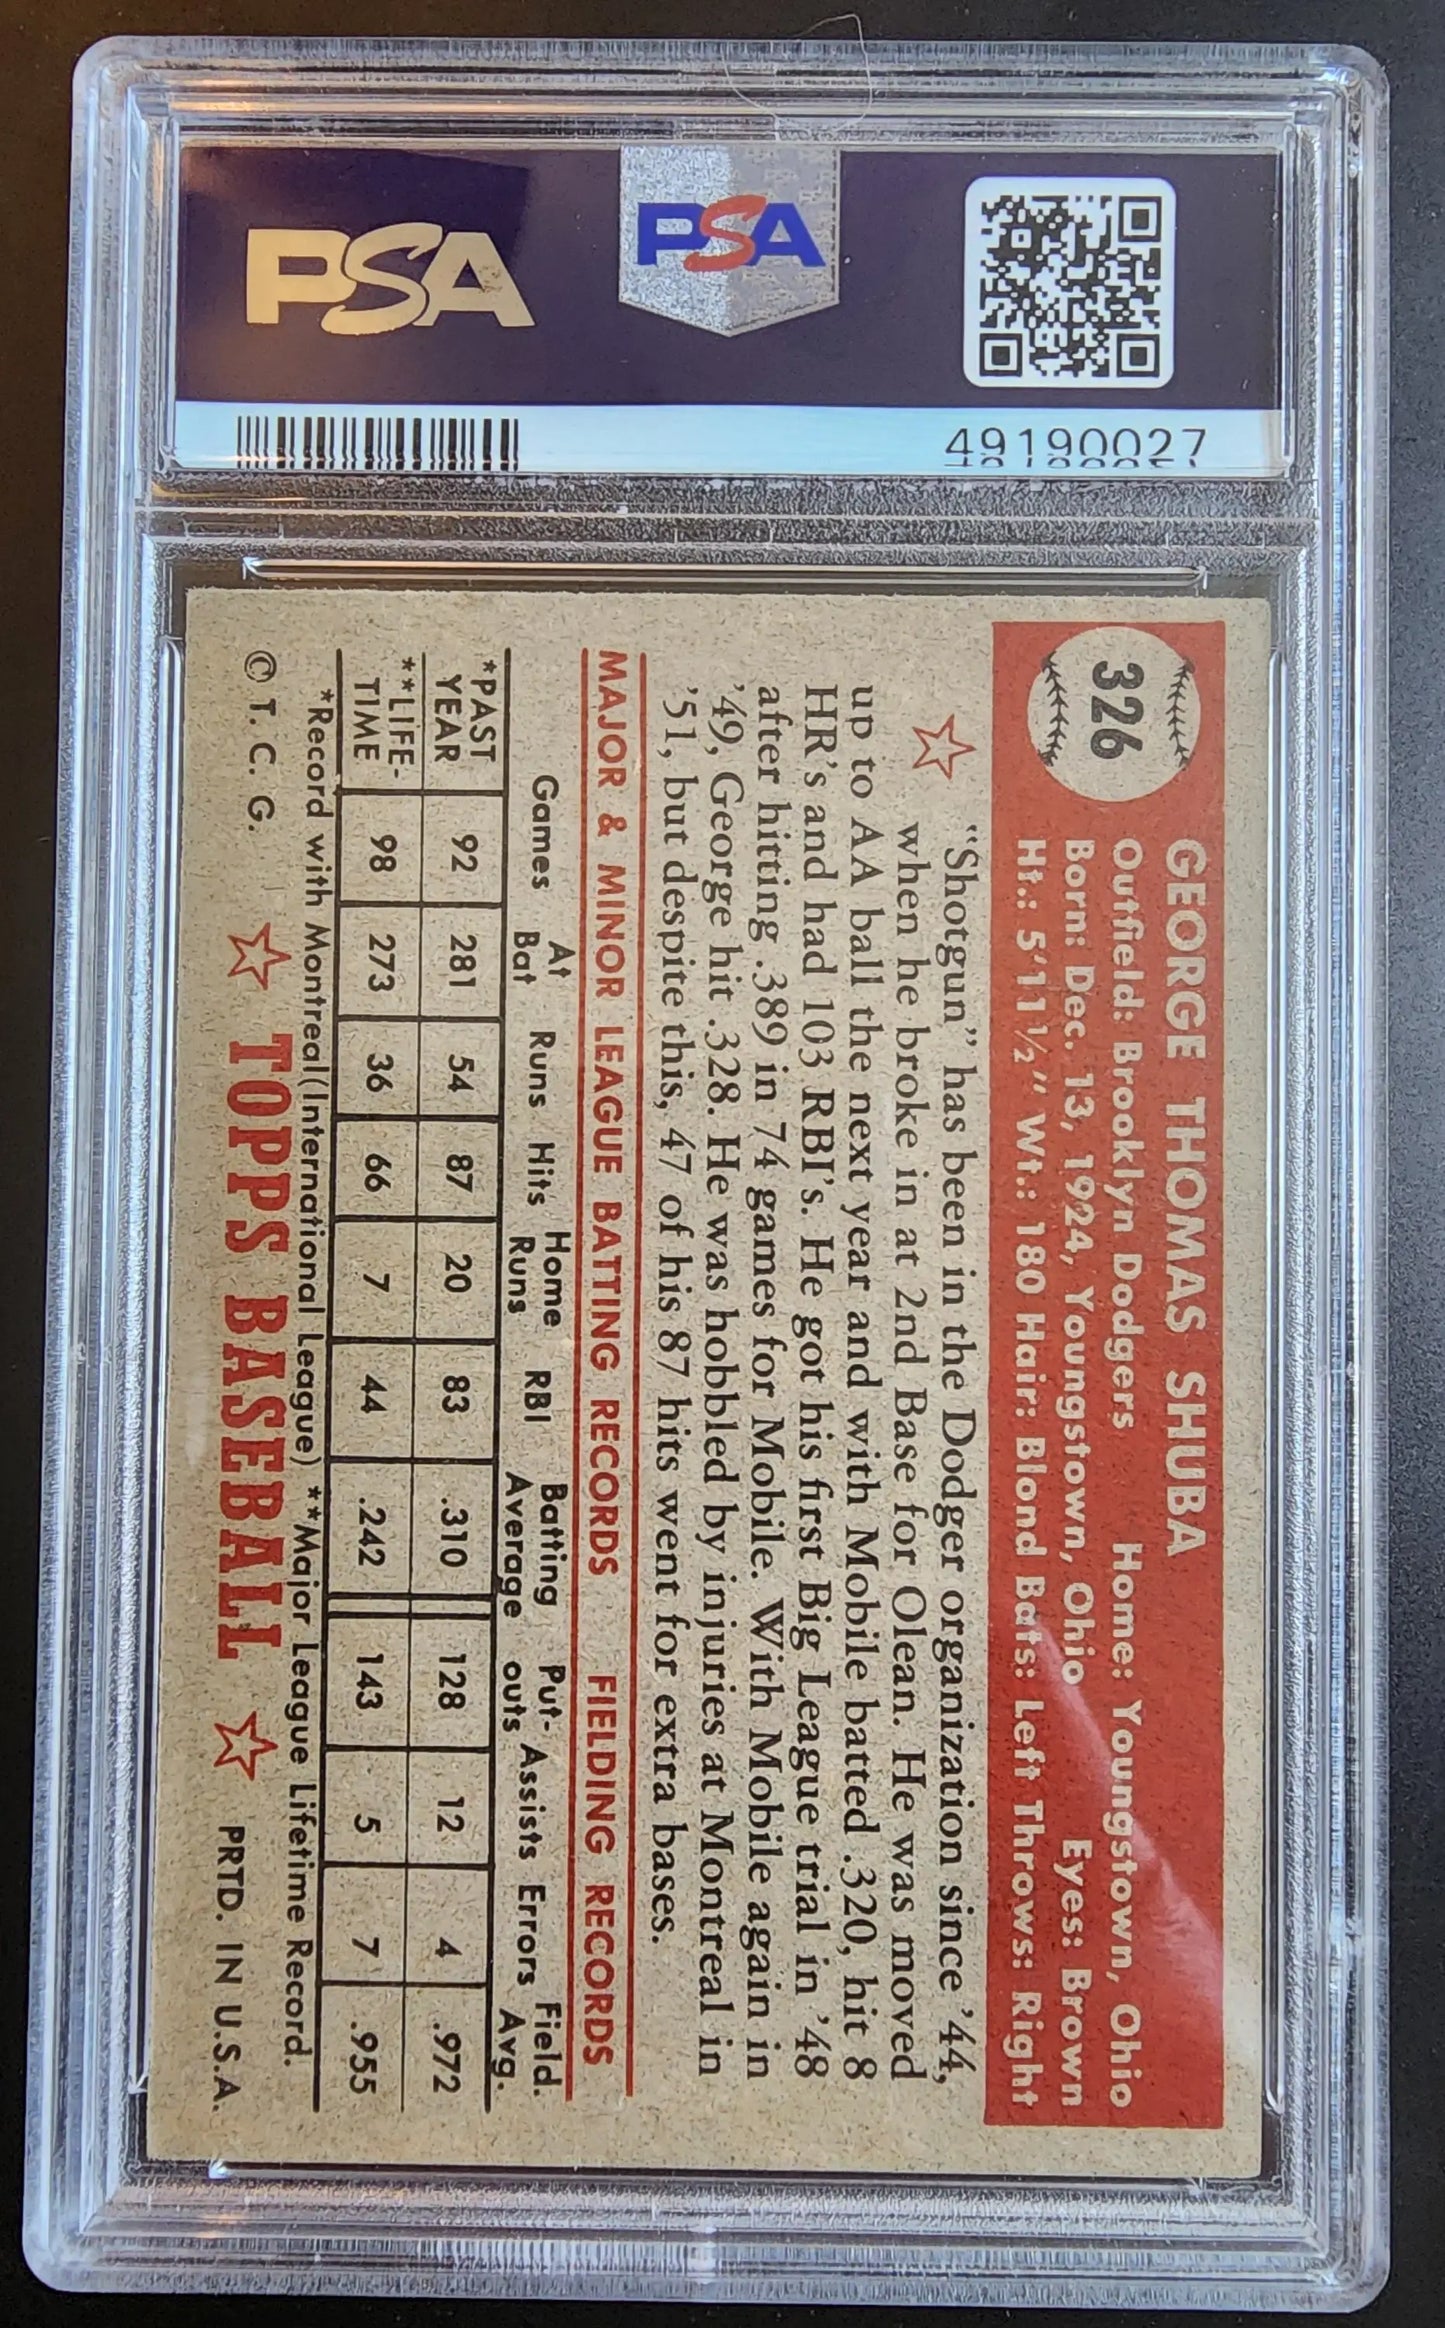 PSA
PSA
49190027
326
GEORGE THOMAS SHUBA
Outfield: Brooklyn Dodgers Home: Youngstown, Ohio
Born: Dec. 13, 1924, Youngstown, Ohio Eyes: Brown
Ht.: 5'11½" Wt.: 180 Hair: Blond Bats: Left Throws: Right
"Shotgun" has been in the Dodger organization since '44,
when he broke in at 2nd Base for Olean. He was moved
up to AA ball the next year and with Mobile batted .320, hit 8
HR's and had 103 RBI's. He got his first Big League trial in '48
after hitting .389 in 74 games for Mobile. With Mobile again in
'49, George hit .328. He was hobbled by injuries at Montreal in
'51, but despite this, 47 of his 87 hits went for extra bases.
MAJOR & MINOR LEAGUE BATTING RECORDS FIELDING RECORDS
Games At Bat Runs Hits Home Runs RBI Batting Average Put-outs Assists Errors Field. Avg.
*PAST YEAR 92 281 54 87 20 83 .310 128 12 4 .972
**LIFE-TIME 98 273 36 66 7 44 .242 143 5 7 .955
*Record with Montreal(International League) **Major League Lifetime Record.
© T. C. G. TOPPS BASEBALL PRTD. IN U.S.A.